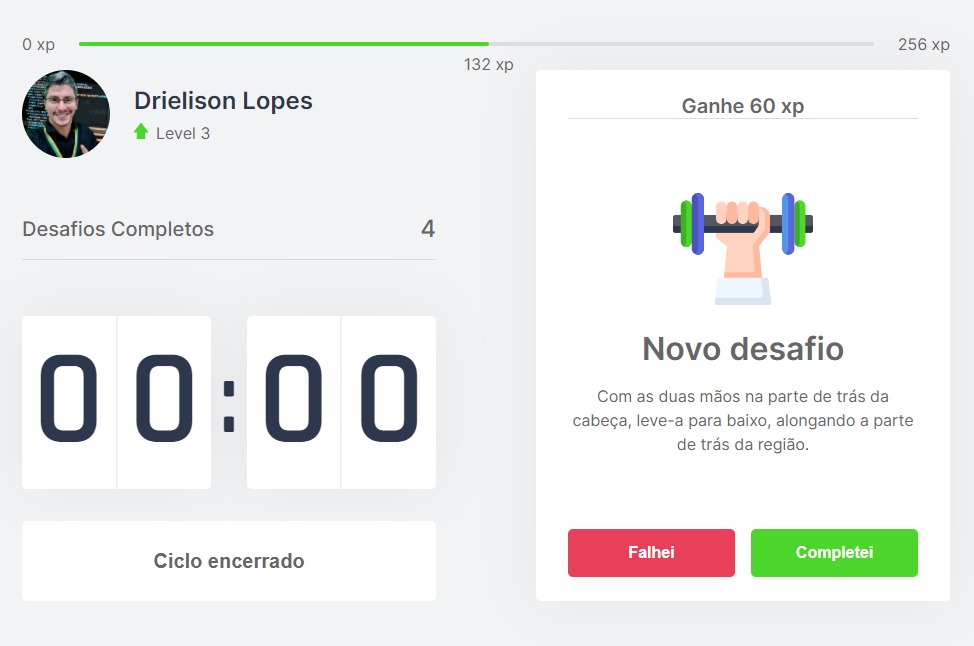 0 xp
256 xp
132 xp
Drielison Lopes
Level 3
Desafios Completos
4
00:00
Ciclo encerrado
Ganhe 60 xp
Novo desafio
Com as duas mãos na parte de trás da
cabeça, leve-a para baixo, alongando a parte
de trás da região.
Falhei
Completei